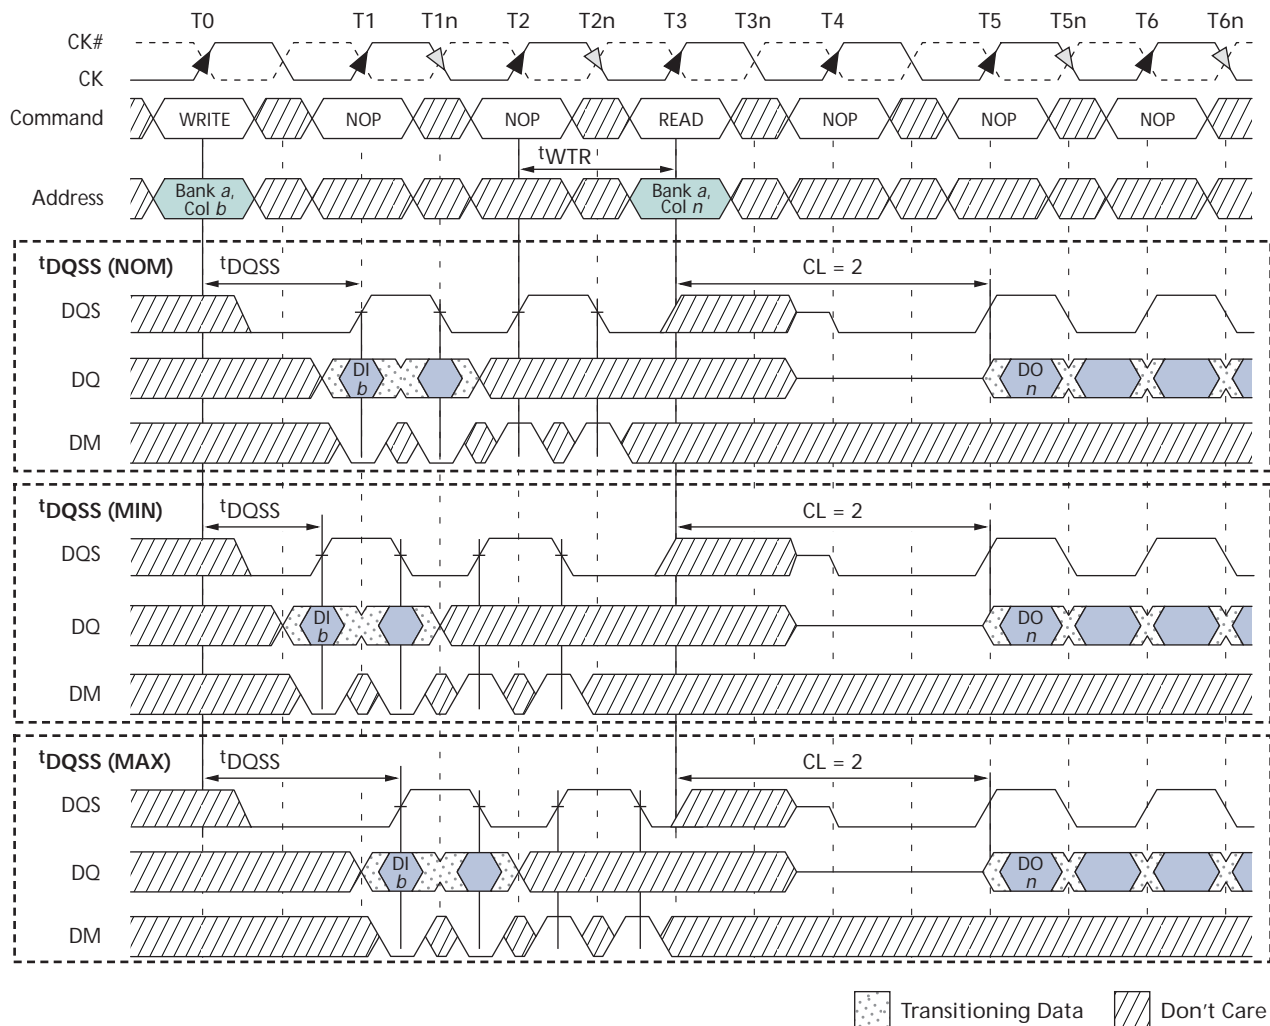 T0 T1 T1n T2 T2n T3 T3n T4 T5 T5n T6 T6n
CK#
CK
Command WRITE NOP NOP READ NOP NOP NOP
tWTR
Address Bank a, Col b Bank a, Col n
tDQSS (NOM) tDQSS CL = 2
DQS
DQ DI b DO n
DM
tDQSS (MIN) tDQSS CL = 2
DQS
DQ DI b DO n
DM
tDQSS (MAX) tDQSS CL = 2
DQS
DQ DI b DO n
DM
Transitioning Data Don't Care